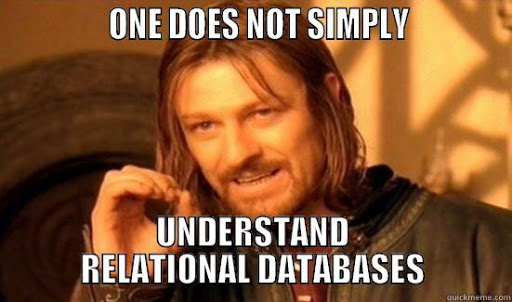 ONE DOES NOT SIMPLY
UNDERSTAND
RELATIONAL DATABASES
quickmeme.com